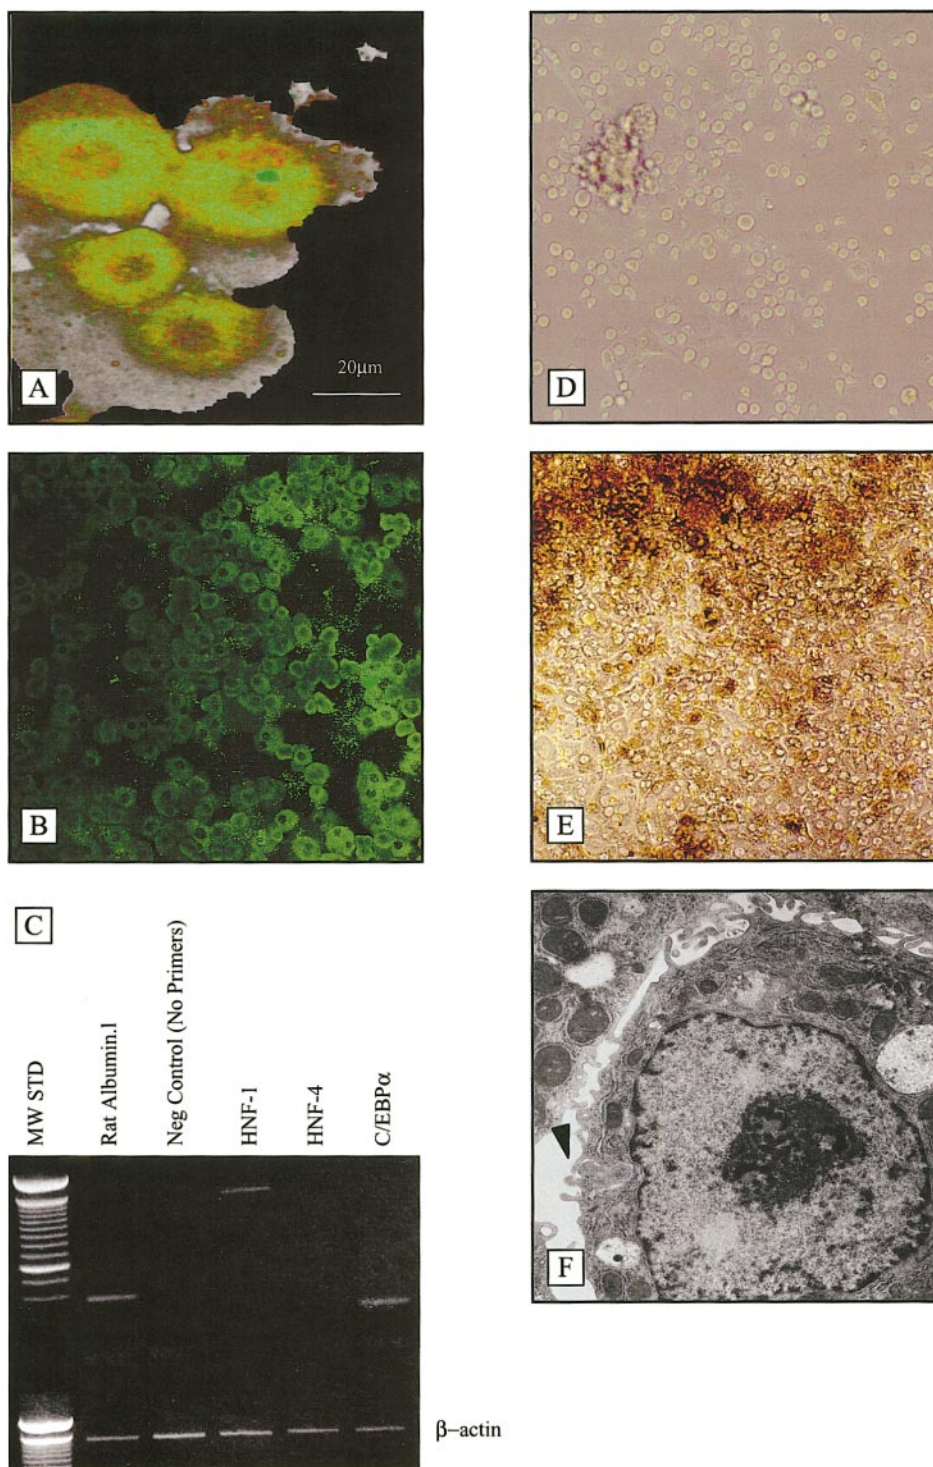 20μm
A
B
C
MW STD
Rat Albumin.1
Neg Control (No Primers)
HNF-1
HNF-4
C/EBPα
β–actin
D
E
F